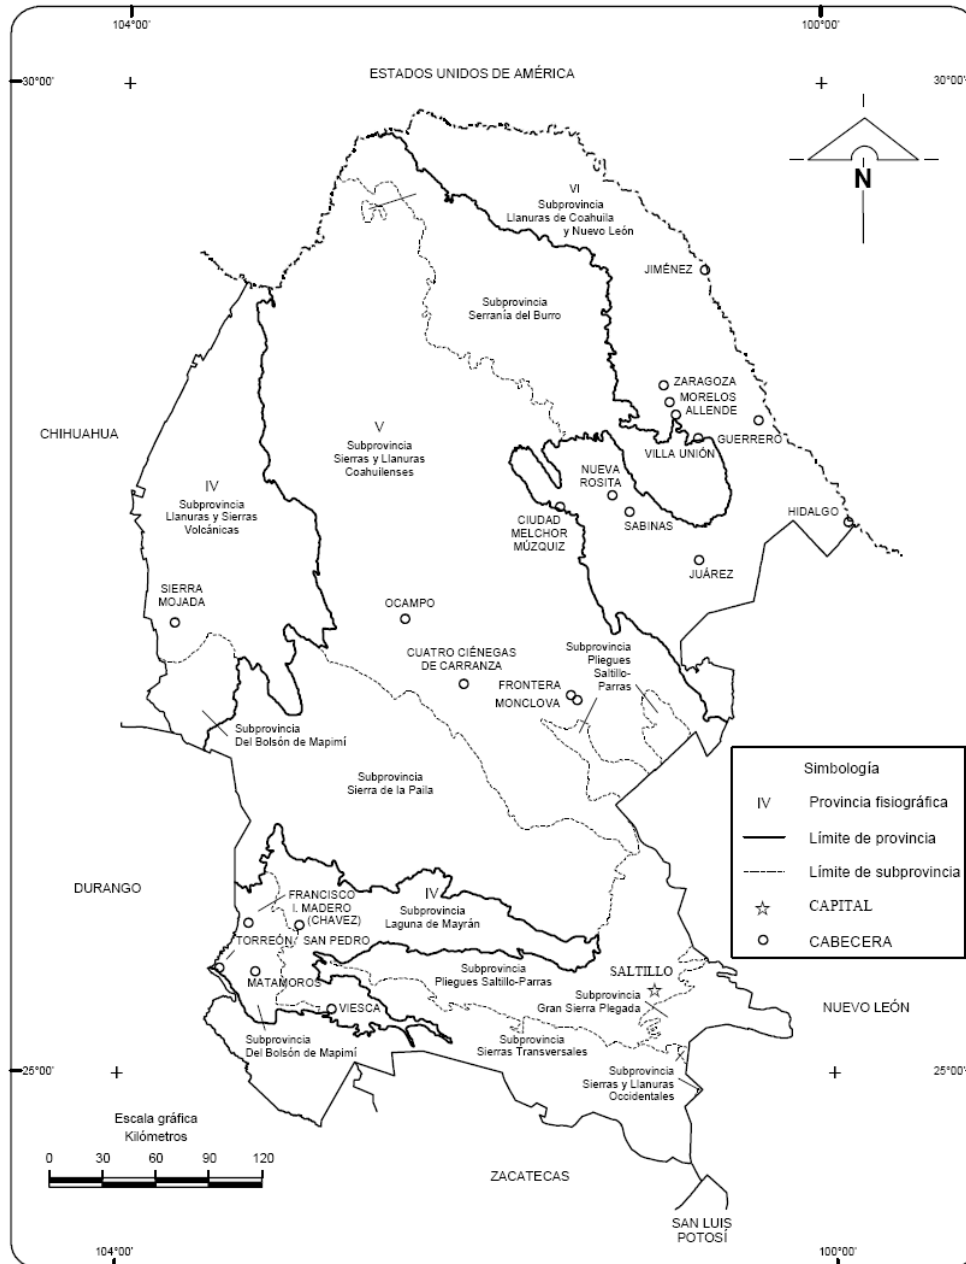 104°00'
100°00'
30°00'
30°00'
ESTADOS UNIDOS DE AMÉRICA
N
VI
Subprovincia
Llanuras de Coahuila
y Nuevo León
JIMÉNEZ
Subprovincia
Serranía del Burro
ZARAGOZA
MORELOS
ALLENDE
GUERRERO
VILLA UNIÓN
CHIHUAHUA
V
Subprovincia
Sierras y Llanuras
Coahuilenses
NUEVA
ROSITA
IV
Subprovincia
Llanuras y Sierras
Volcánicas
CIUDAD
MELCHOR
MÚZQUIZ
SABINAS
HIDALGO
JUÁREZ
SIERRA
MOJADA
OCAMPO
CUATRO CIÉNEGAS
DE CARRANZA
Subprovincia
Pliegues
Saltillo-
Parras
FRONTERA
MONCLOVA
Subprovincia
Del Bolsón de Mapimí
Subprovincia
Sierra de la Paila
Simbología
IV Provincia fisiográfica
Límite de provincia
Límite de subprovincia
CAPITAL
CABECERA
DURANGO
FRANCISCO
I. MADERO
(CHAVEZ)
IV
Subprovincia
Laguna de Mayrán
TORREÓN
SAN PEDRO
MATAMOROS
Subprovincia
Pliegues Saltillo-Parras
SALTILLO
Subprovincia
Gran Sierra Plegada
NUEVO LEÓN
VIESCA
Subprovincia
Del Bolsón de Mapimí
Subprovincia
Sierras Transversales
Subprovincia
Sierras y Llanuras
Occidentales
25°00'
25°00'
Escala gráfica
Kilómetros
0 30 60 90 120
ZACATECAS
SAN LUIS
POTOSÍ
104°00'
100°00'